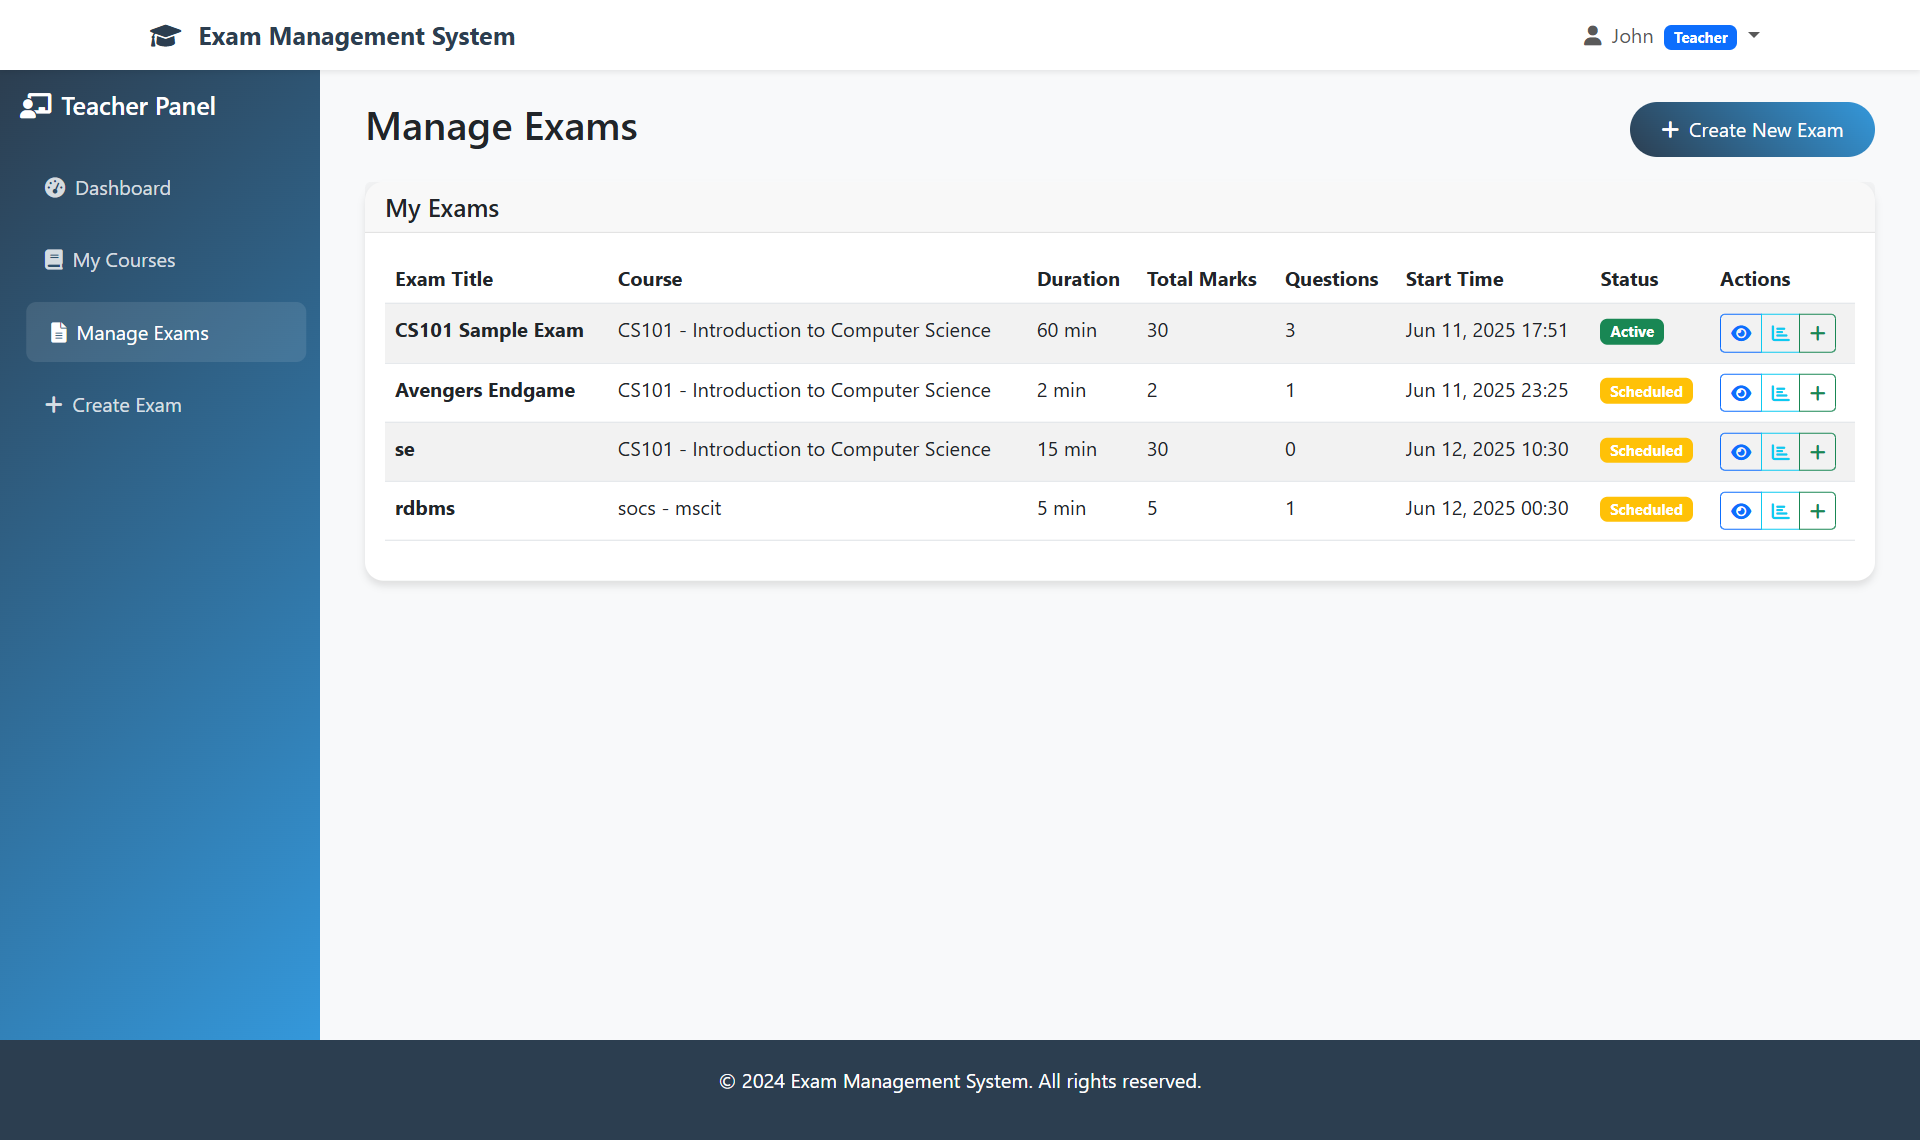 Exam Management System
John Teacher
Teacher Panel
Dashboard
My Courses
Manage Exams
Create Exam
Manage Exams
Create New Exam
My Exams
Exam Title Course Duration Total Marks Questions Start Time Status Actions
CS101 Sample Exam CS101 - Introduction to Computer Science 60 min 30 3 Jun 11, 2025 17:51 Active
Avengers Endgame CS101 - Introduction to Computer Science 2 min 2 1 Jun 11, 2025 23:25 Scheduled
se CS101 - Introduction to Computer Science 15 min 30 0 Jun 12, 2025 10:30 Scheduled
rdbms socs - mscit 5 min 5 1 Jun 12, 2025 00:30 Scheduled
© 2024 Exam Management System. All rights reserved.